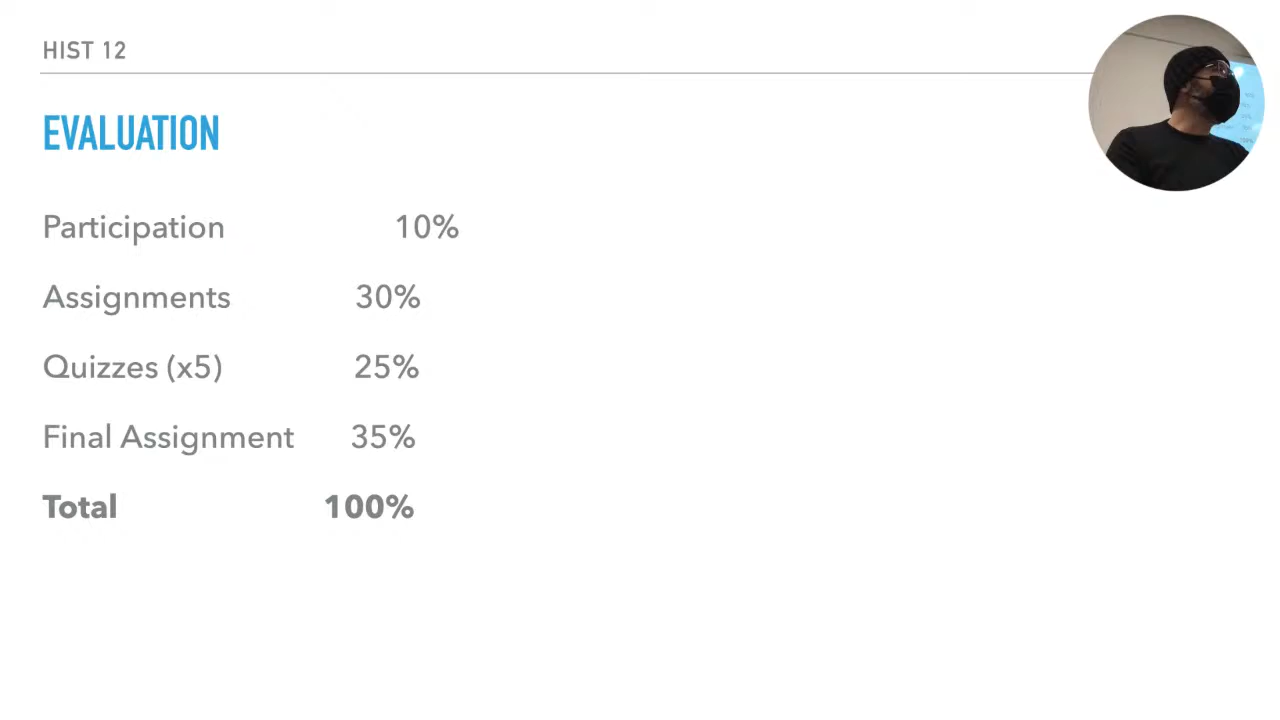 HIST 12
EVALUATION
Participation 10%
Assignments 30%
Quizzes (x5) 25%
Final Assignment 35%
Total 100%